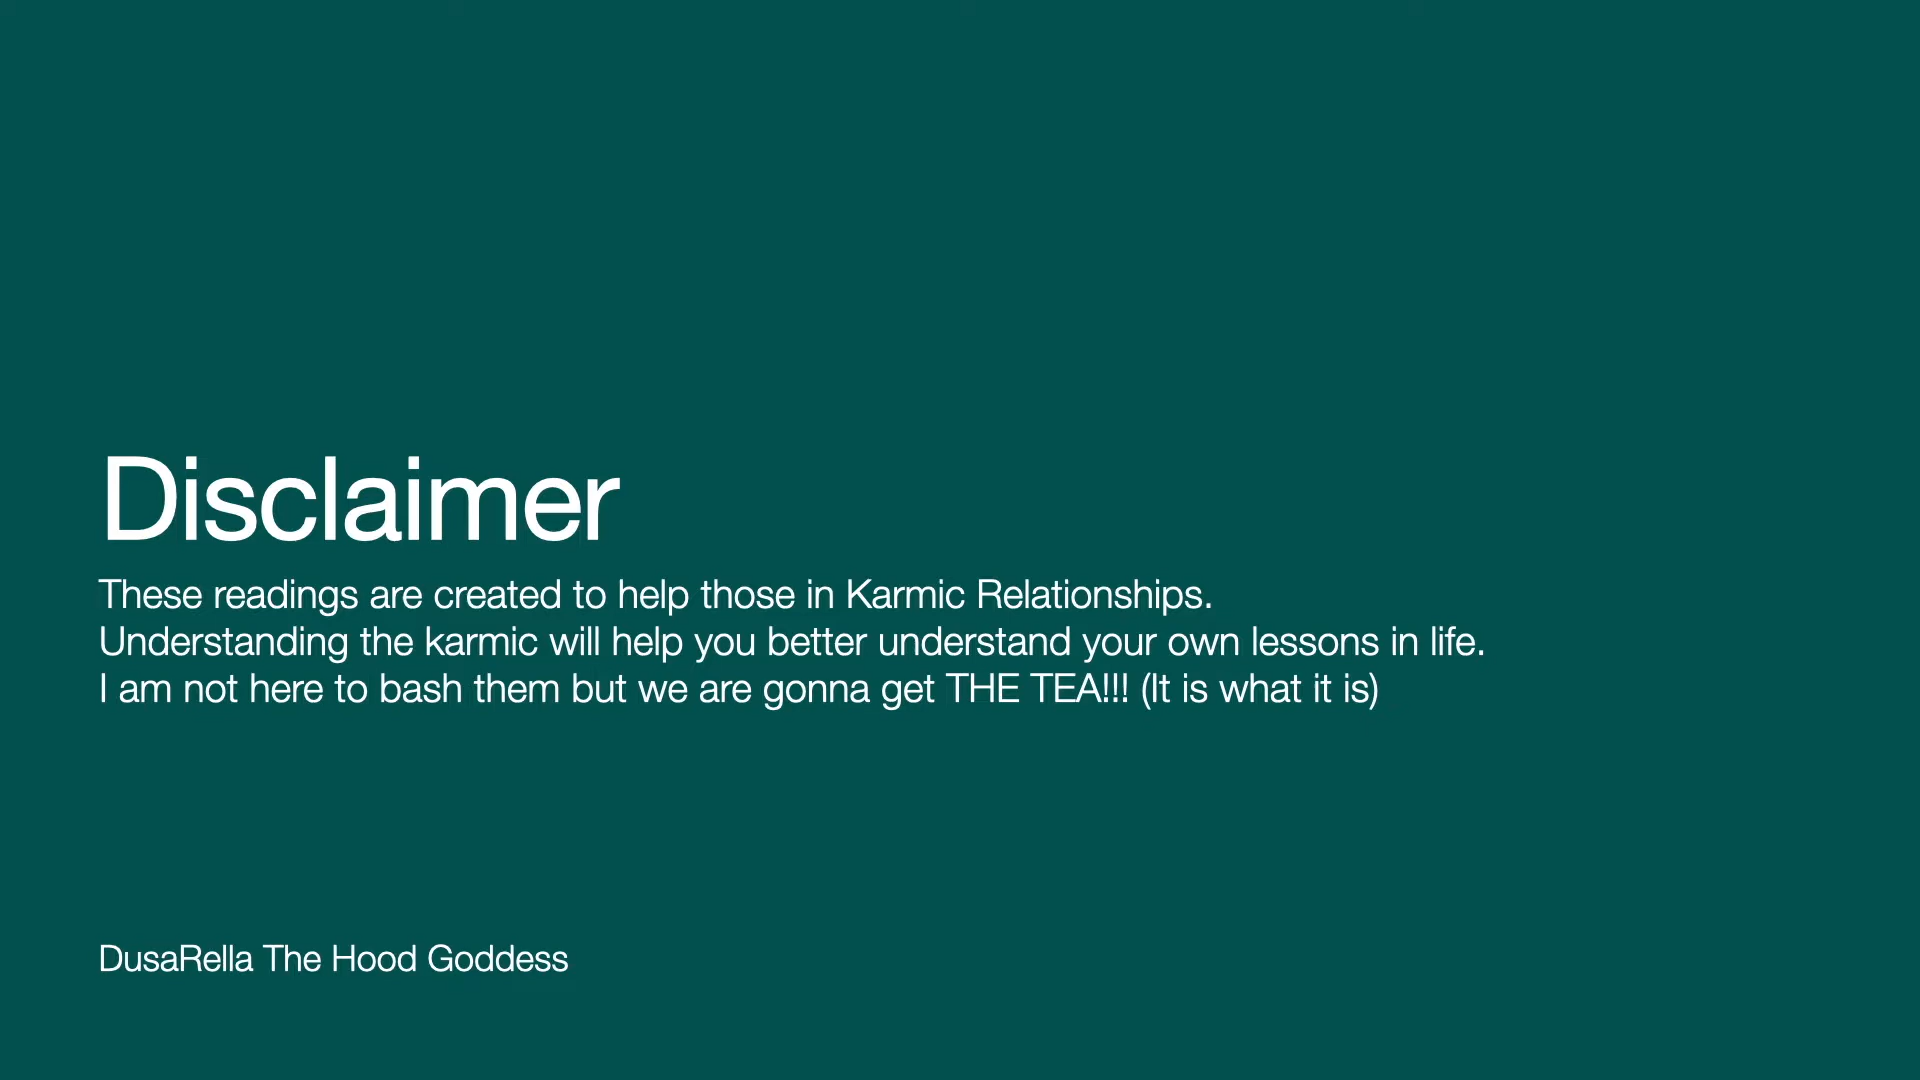 Disclaimer
These readings are created to help those in Karmic Relationships.
Understanding the karmic will help you better understand your own lessons in life.
I am not here to bash them but we are gonna get THE TEA!!! (It is what it is)
DusaRella The Hood Goddess